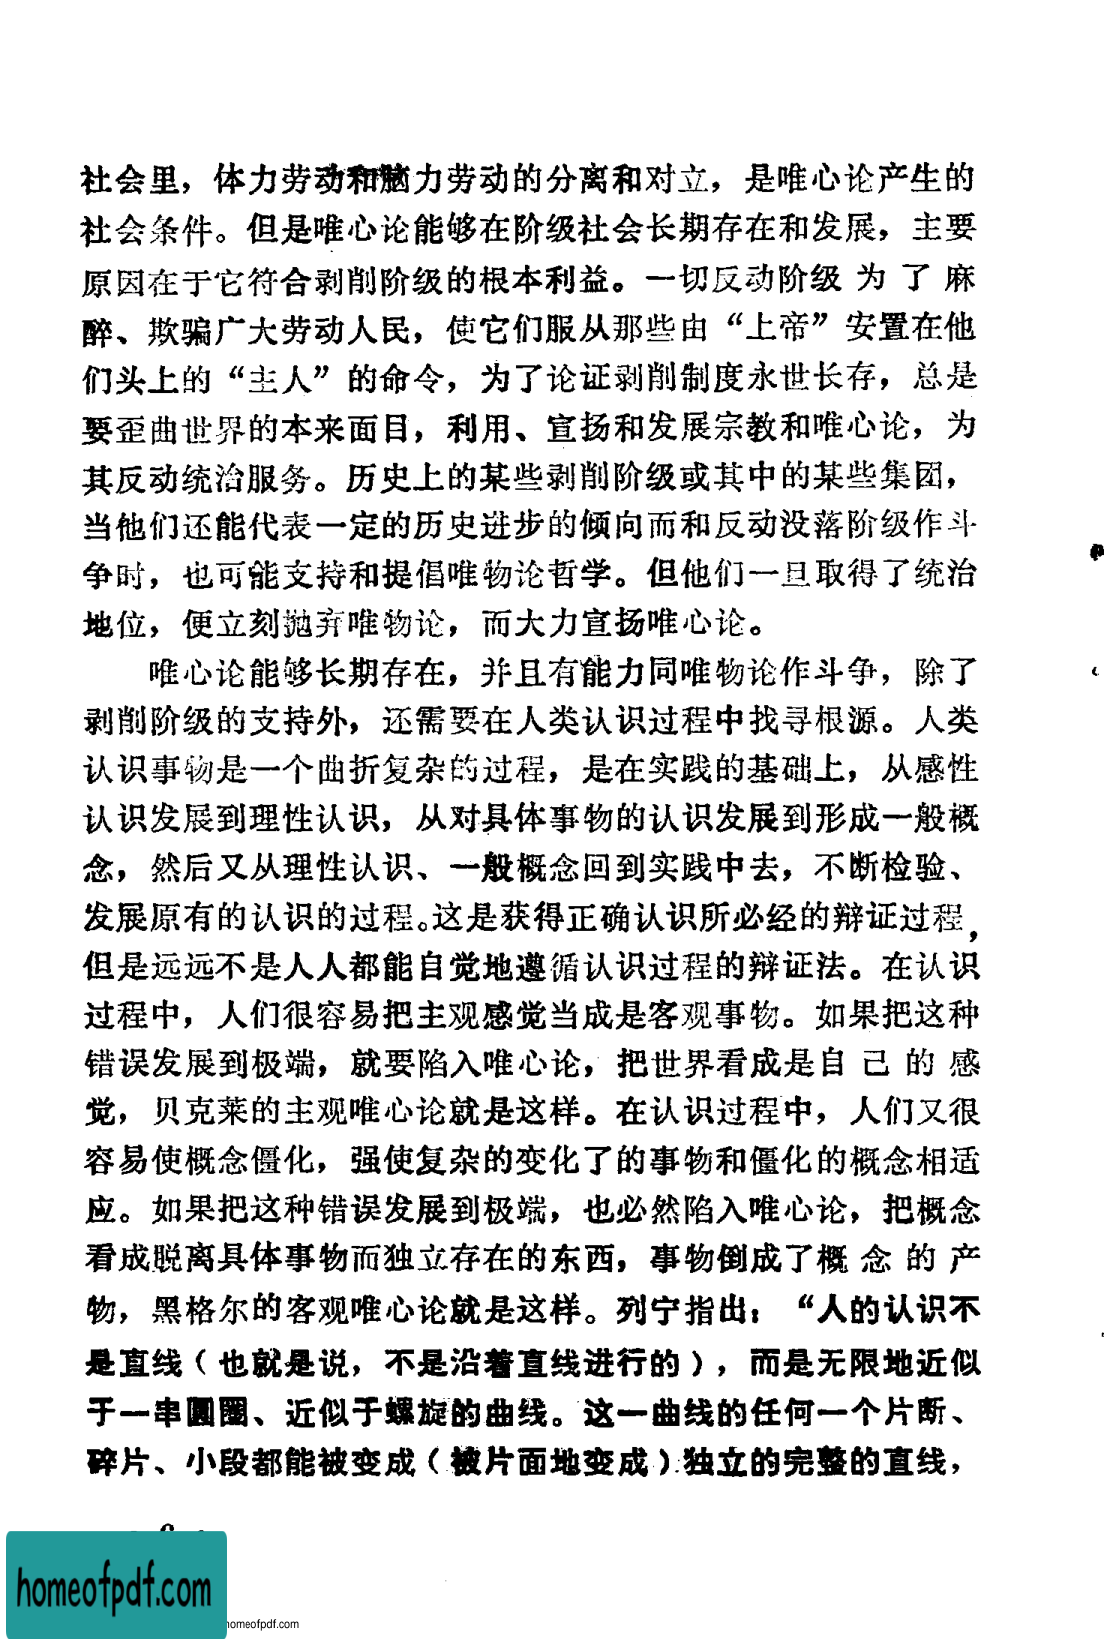 社会里，体力劳动和脑力劳动的分离和对立，是唯心论产生的
社会条件。但是唯心论能够在阶级社会长期存在和发展，主要
原因在于它符合剥削阶级的根本利益。一切反动阶级为了麻
醉、欺骗广大劳动人民，使它们服从那些由“上帝”安置在他
们头上的“主人”的命令，为了论证剥削制度永世长存，总是
要歪曲世界的本来面目，利用、宣扬和发展宗教和唯心论，为
其反动统治服务。历史上的某些剥削阶级或其中的某些集团，
当他们还能代表一定的历史进步的倾向而和反动没落阶级作斗
争时，也可能支持和提倡唯物论哲学。但他们一旦取得了统治
地位，便立刻抛弃唯物论，而大力宣扬唯心论。
唯心论能够长期存在，并且有能力同唯物论作斗争，除了
剥削阶级的支持外，还需要在人类认识过程中找寻根源。人类
认识事物是一个曲折复杂的过程，是在实践的基础上，从感性
认识发展到理性认识，从对具体事物的认识发展到形成一般概
念，然后又从理性认识、一般概念回到实践中去，不断检验、
发展原有的认识的过程。这是获得正确认识所必经的辩证过程，
但是远远不是人人都能自觉地遵循认识过程的辩证法。在认识
过程中，人们很容易把主观感觉当成是客观事物。如果把这种
错误发展到极端，就要陷入唯心论，把世界看成是自己的感
觉，贝克莱的主观唯心论就是这样。在认识过程中，人们又很
容易使概念僵化，强使复杂的变化了的事物和僵化的概念相适
应。如果把这种错误发展到极端，也必然陷入唯心论，把概念
看成脱离具体事物而独立存在的东西，事物倒成了概念的产
物，黑格尔的客观唯心论就是这样。列宁指出：“人的认识不
是直线（也就是说，不是沿着直线进行的），而是无限地近似
于一串圆圈、近似于螺旋的曲线。这一曲线的任何一个片断、
碎片、小段都能被变成（被片面地变成）独立的完整的直线，
homeofpdf.com
homeofpdf.com